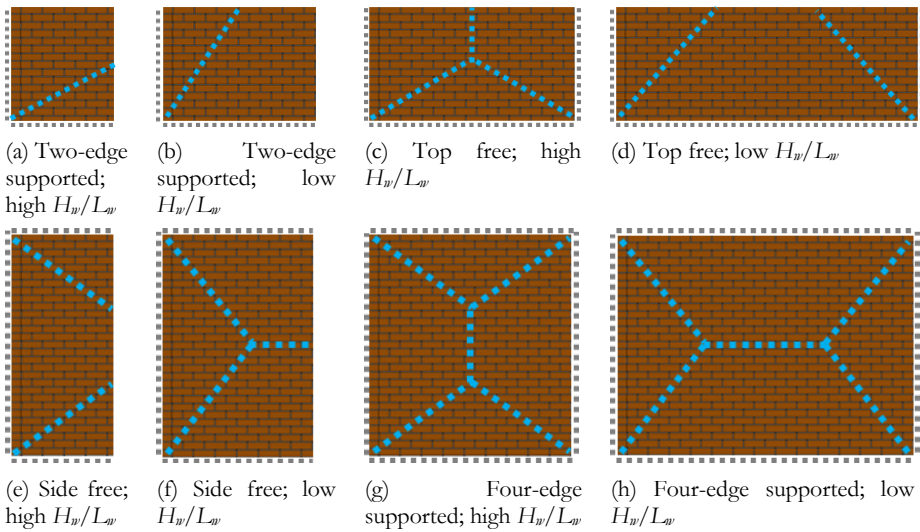 (a) Two-edge
supported;
high Hw/Lw
(b) Two-edge
supported; low
Hw/Lw
(c) Top free; high
Hw/Lw
(d) Top free; low Hw/Lw
(e) Side free;
high Hw/Lw
(f) Side free; low
Hw/Lw
(g) Four-edge
supported; high Hw/Lw
(h) Four-edge supported; low
Hw/Lw